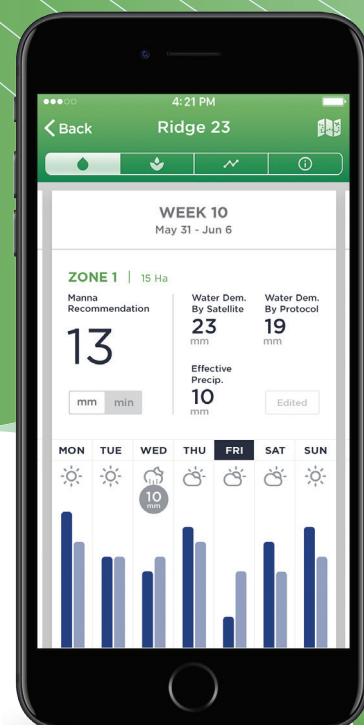 4:21 PM
Back
Ridge 23
WEEK 10
May 31 - Jun 6
ZONE 1 | 15 Ha
Manna
Recommendation
13
mm min
Water Dem.
By Satellite
23
mm
Water Dem.
By Protocol
19
mm
Effective
Precip.
10
mm
Edited
MON TUE WED THU FRI SAT SUN
10
mm